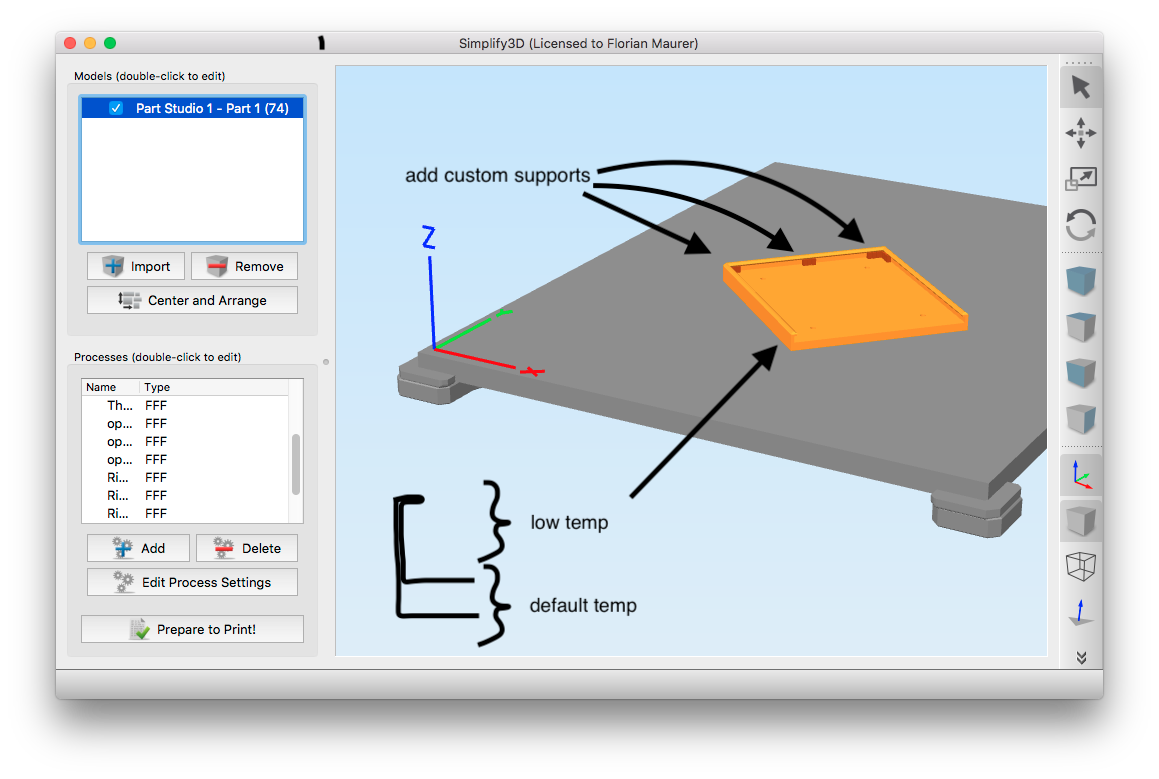 Simplify3D (Licensed to Florian Maurer)
Models (double-click to edit)
Part Studio 1 - Part 1 (74)
Import
Remove
Center and Arrange
Processes (double-click to edit)
Name Type
Th... FFF
op... FFF
op... FFF
op... FFF
Ri... FFF
Ri... FFF
Ri... FFF
Add
Delete
Edit Process Settings
Prepare to Print!
add custom supports
Z
Y
X
low temp
default temp